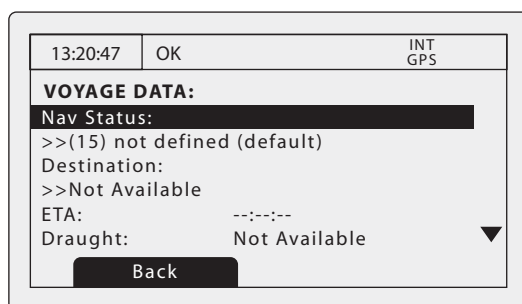 13:20:47 OK INT
GPS
VOYAGE DATA:
Nav Status:
>>(15) not defined (default)
Destination:
>>Not Available
ETA: --:--:--
Draught: Not Available
Back